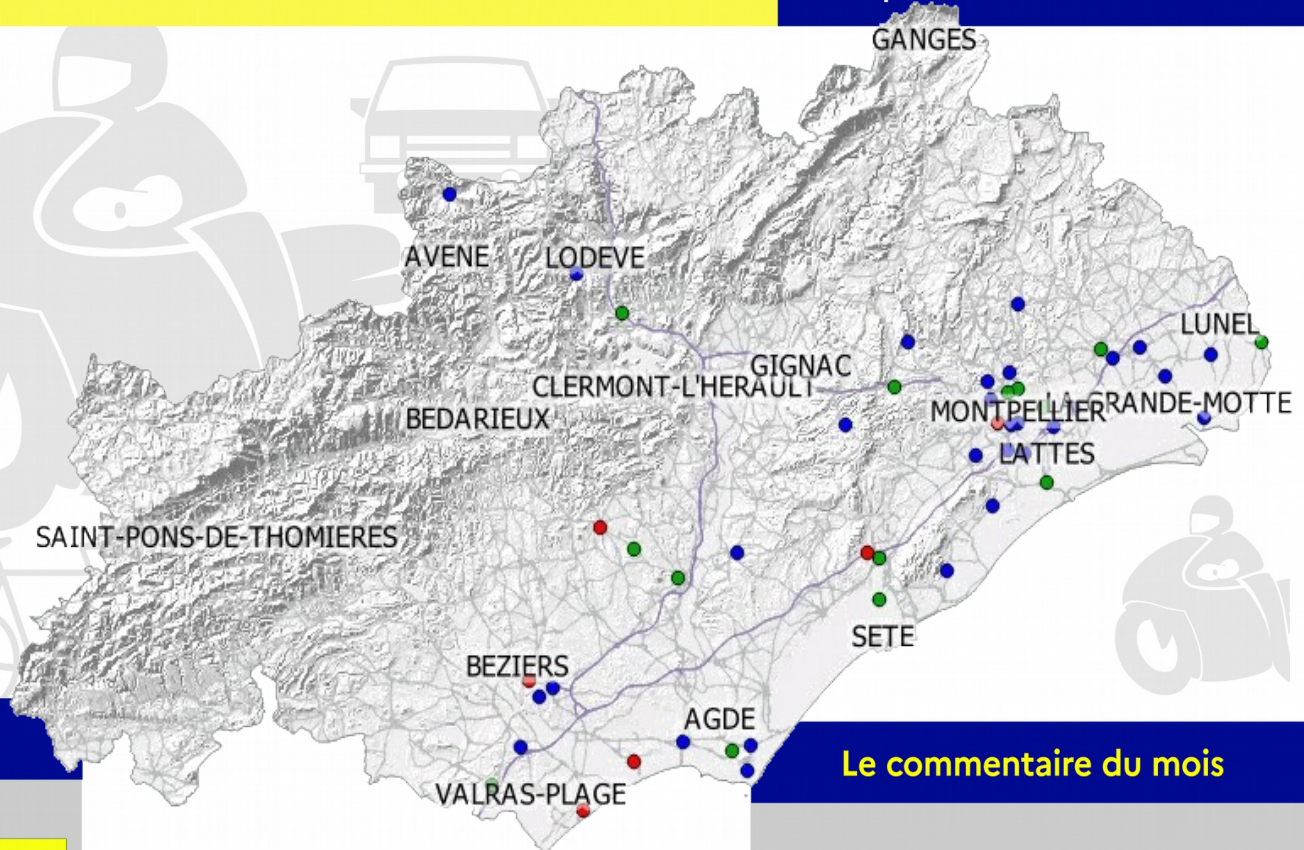 GANGES
AVENE
LODEVE
LUNEL
GIGNAC
CLERMONT-L'HERAULT
LA GRANDE-MOTTE
MONTPELLIER
BEDARIEUX
LATTES
SAINT-PONS-DE-THOMIERES
SETE
BEZIERS
AGDE
Le commentaire du mois
VALRAS-PLAGE